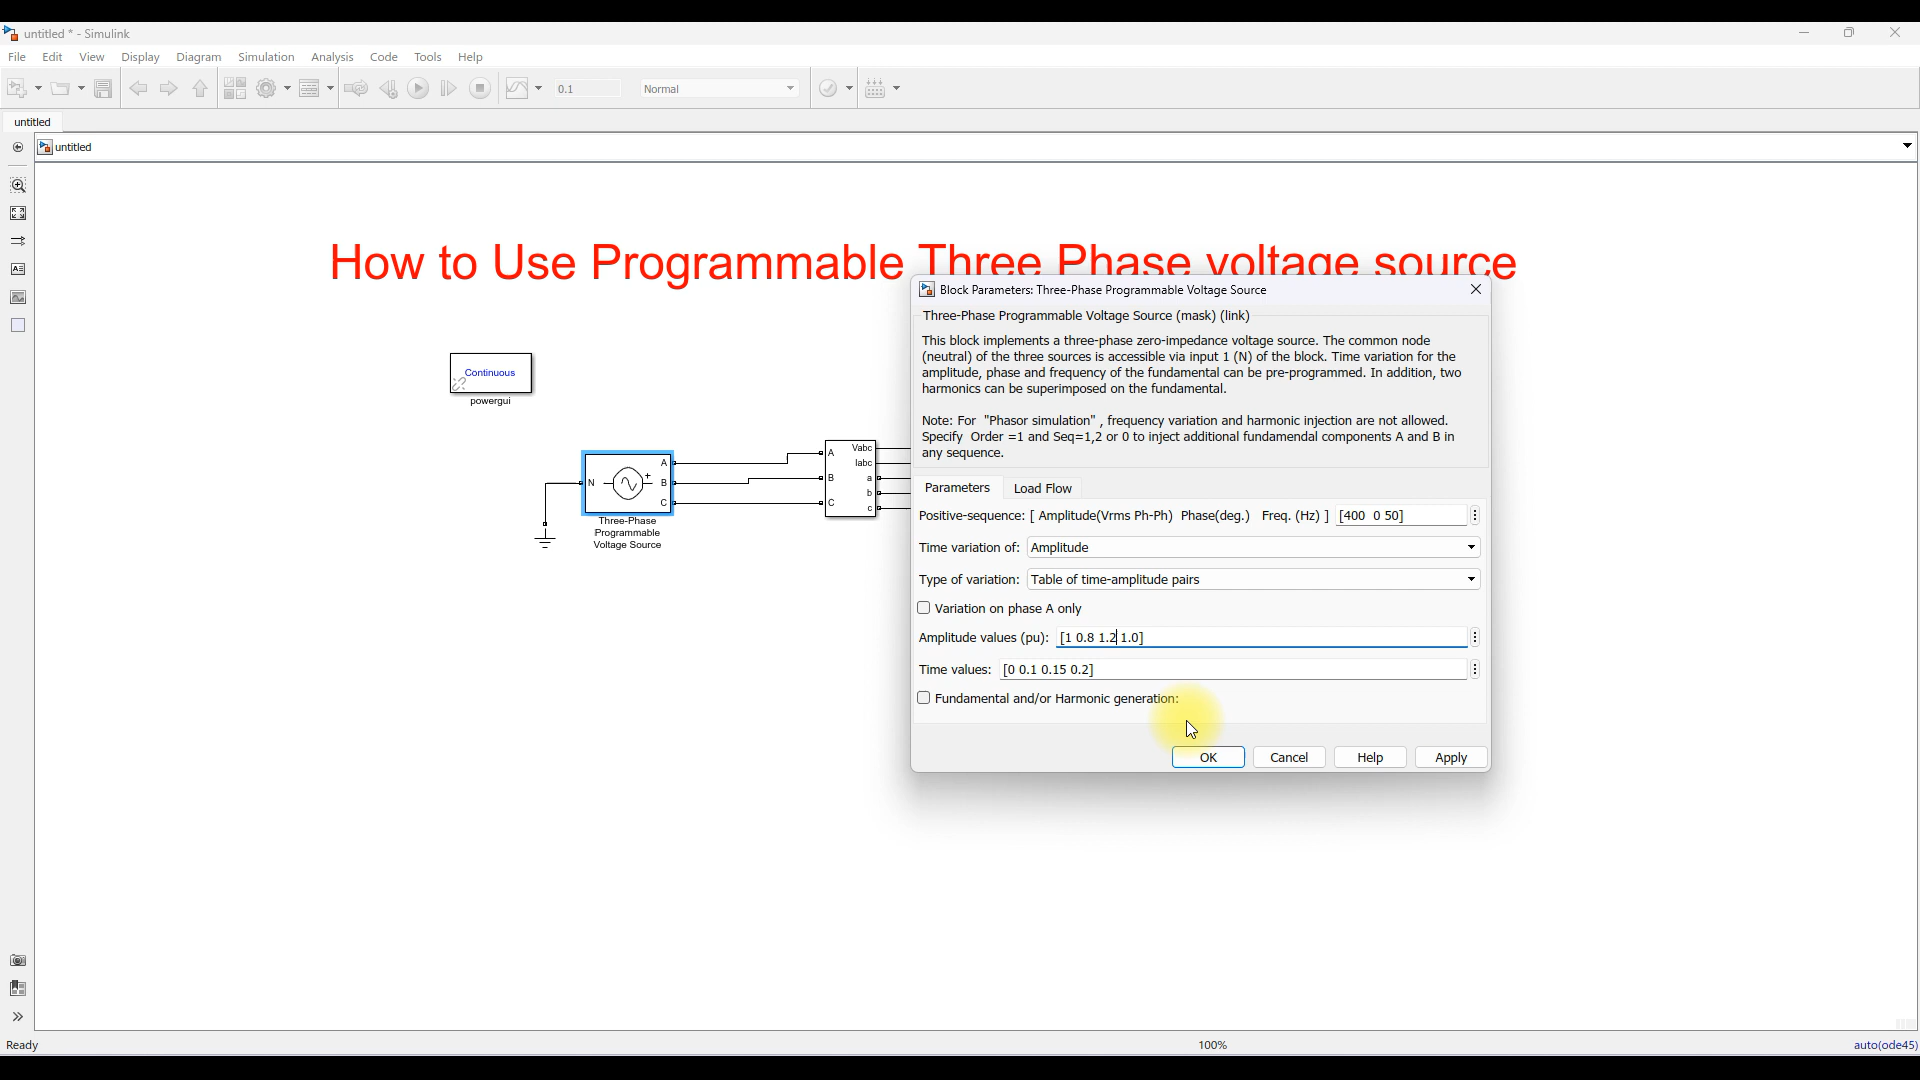 untitled * - Simulink
File Edit View Display Diagram Simulation Analysis Code Tools Help
0.1 Normal
untitled
untitled
How to Use Programmable Three Phase voltage source
Continuous
powergui
N A B C
Three-Phase
Programmable
Voltage Source
A B C Vabc Iabc a b c
Block Parameters: Three-Phase Programmable Voltage Source
Three-Phase Programmable Voltage Source (mask) (link)
This block implements a three-phase zero-impedance voltage source. The common node
(neutral) of the three sources is accessible via input 1 (N) of the block. Time variation for the
amplitude, phase and frequency of the fundamental can be pre-programmed. In addition, two
harmonics can be superimposed on the fundamental.
Note: For "Phasor simulation" , frequency variation and harmonic injection are not allowed.
Specify Order =1 and Seq=1,2 or 0 to inject additional fundamendal components A and B in
any sequence.
Parameters Load Flow
Positive-sequence: [ Amplitude(Vrms Ph-Ph) Phase(deg.) Freq. (Hz) ] [400 0 50]
Time variation of: Amplitude
Type of variation: Table of time-amplitude pairs
Variation on phase A only
Amplitude values (pu): [1 0.8 1.2 1.0]
Time values: [0 0.1 0.15 0.2]
Fundamental and/or Harmonic generation:
OK Cancel Help Apply
Ready 100% auto(ode45)